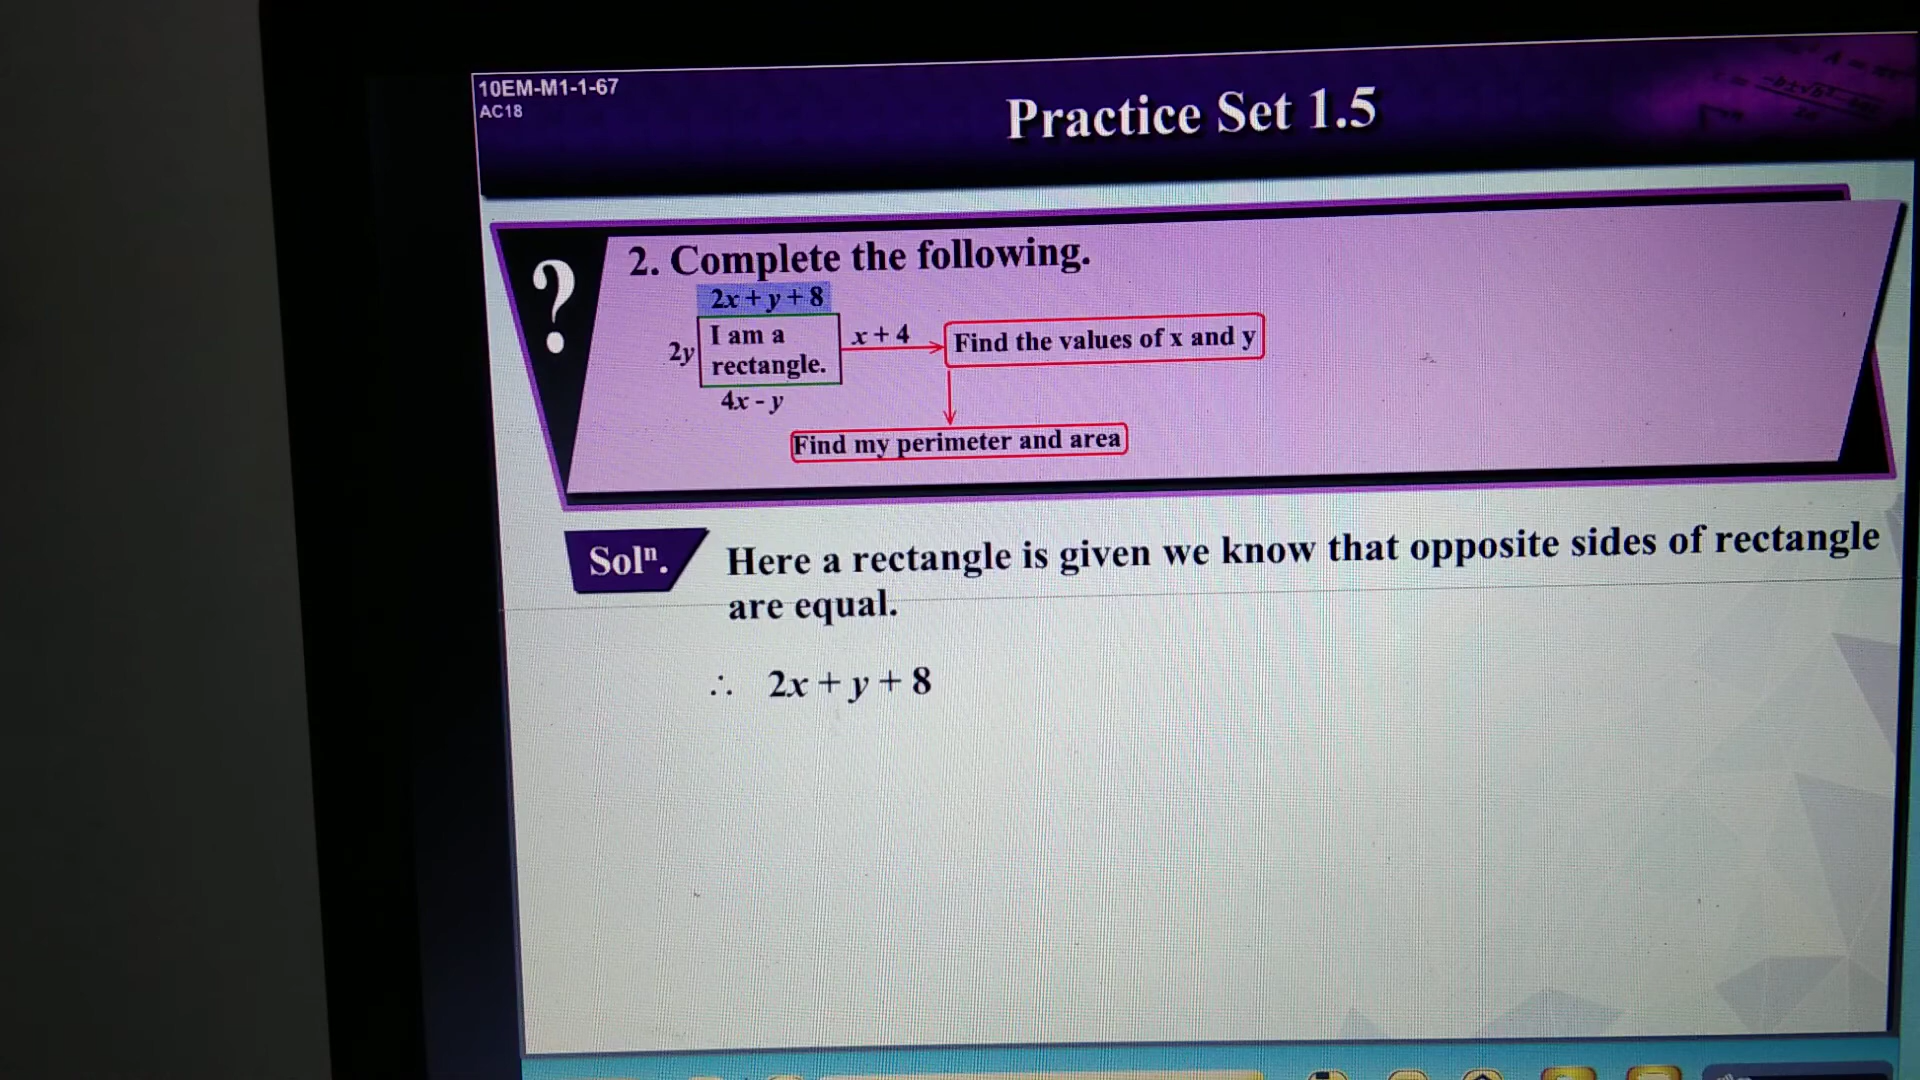 10EM-M1-1-67
AC18
Practice Set 1.5
?
2. Complete the following.
2x + y + 8
2y
I am a
rectangle.
x + 4
Find the values of x and y
4x - y
Find my perimeter and area
Solⁿ.
Here a rectangle is given we know that opposite sides of rectangle
are equal.
∴ 2x + y + 8